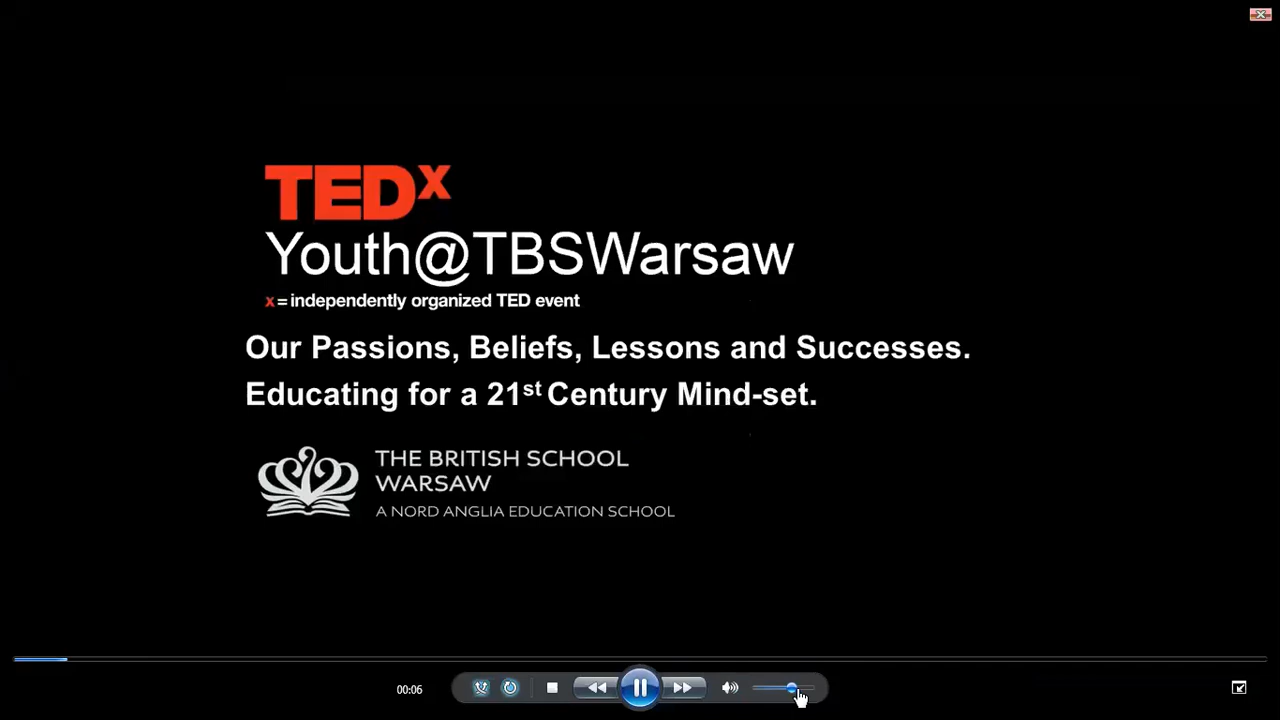 TEDx
Youth@TBSWarsaw
x = independently organized TED event
Our Passions, Beliefs, Lessons and Successes.
Educating for a 21st Century Mind-set.
THE BRITISH SCHOOL
WARSAW
A NORD ANGLIA EDUCATION SCHOOL
00:06